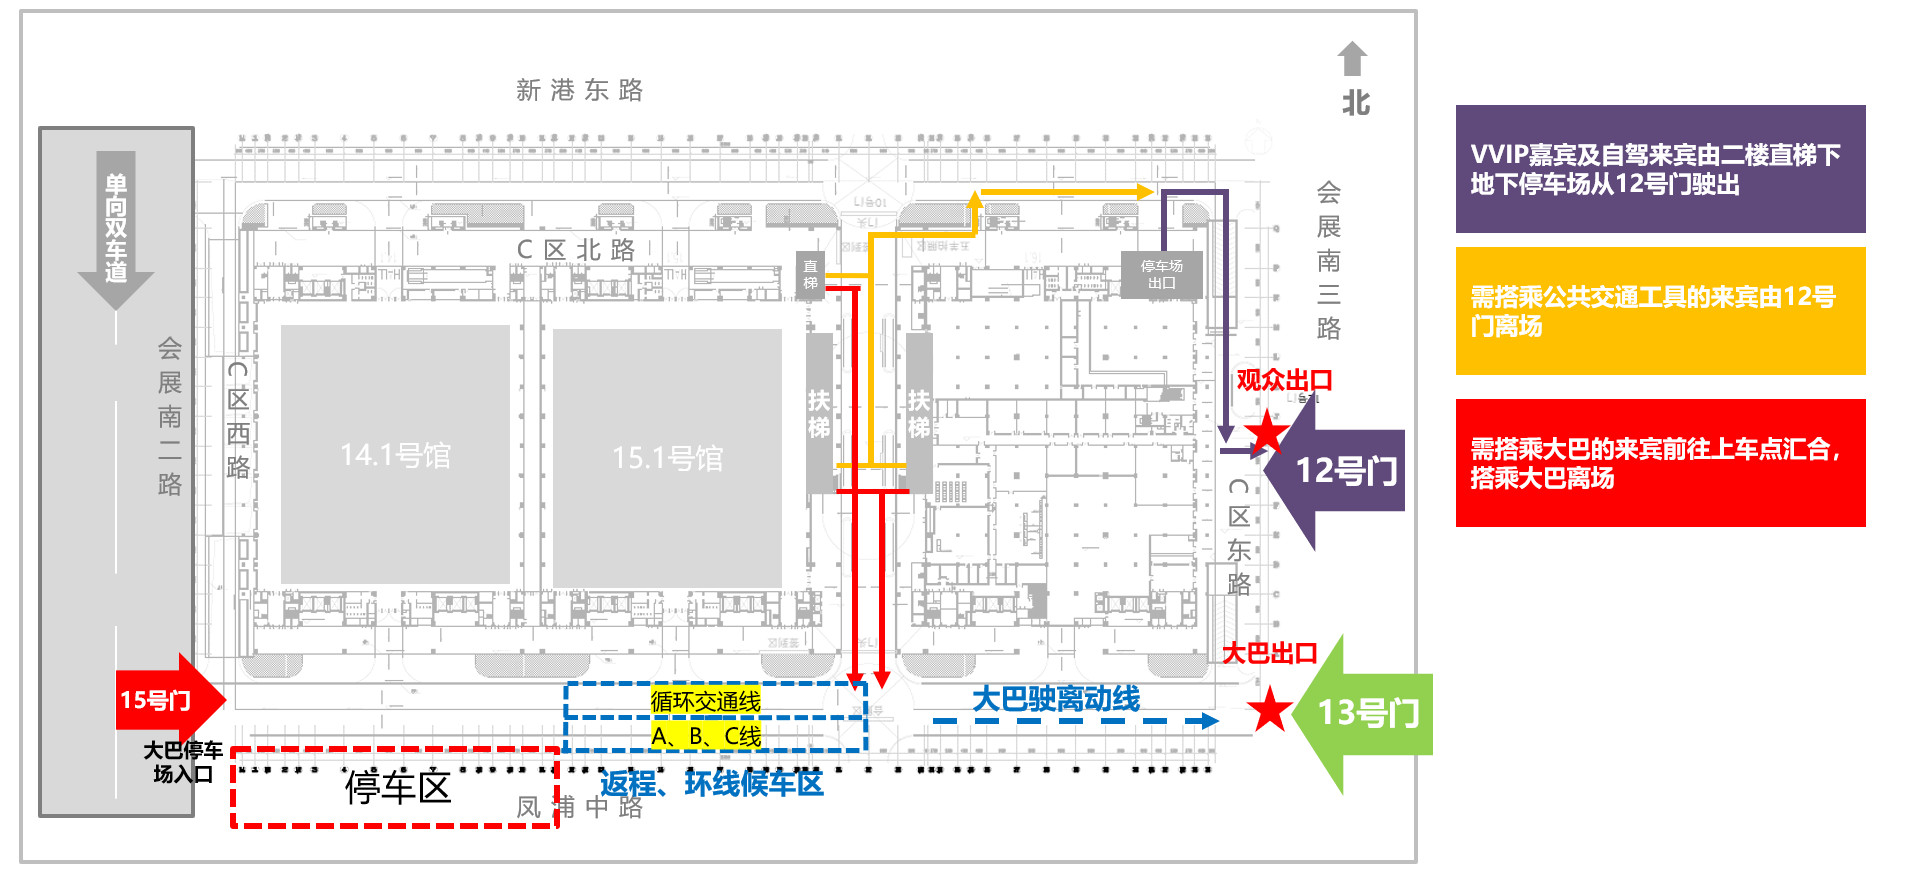 新港东路
北
单向双车道
会展南二路
C区西路
C区北路
直梯
停车场
出口
会展南三路
扶梯
扶梯
14.1号馆
15.1号馆
观众出口
12号门
C区东路
大巴出口
13号门
15号门
大巴停车
场入口
循环交通线
A、B、C线
大巴驶离动线
停车区
返程、环线候车区
凤浦中路
VVIP嘉宾及自驾来宾由二楼直梯下
地下停车场从12号门驶出
需搭乘公共交通工具的来宾由12号
门离场
需搭乘大巴的来宾前往上车点汇合，
搭乘大巴离场